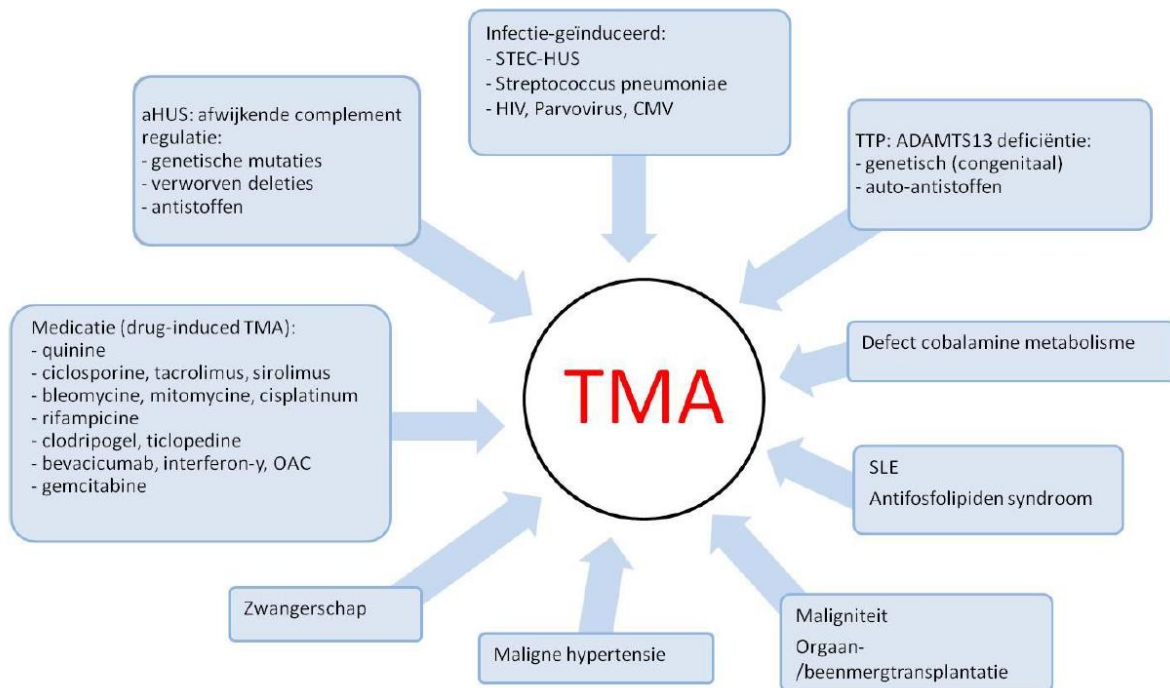 Infectie-geïnduceerd:
- STEC-HUS
- Streptococcus pneumoniae
- HIV, Parvovirus, CMV
aHUS: afwijkende complement
regulatie:
- genetische mutaties
- verworven deleties
- antistoffen
TTP: ADAMTS13 deficiëntie:
- genetisch (congenitaal)
- auto-antistoffen
Medicatie (drug-induced TMA):
- quinine
- ciclosporine, tacrolimus, sirolimus
- bleomycine, mitomycine, cisplatinum
- rifampicine
- clodripogel, ticlopedine
- bevacicumab, interferon-γ, OAC
- gemcitabine
TMA
Defect cobalamine metabolisme
SLE
Antifosfolipiden syndroom
Zwangerschap
Maligne hypertensie
Maligniteit
Orgaan-
/beenmergtransplantatie